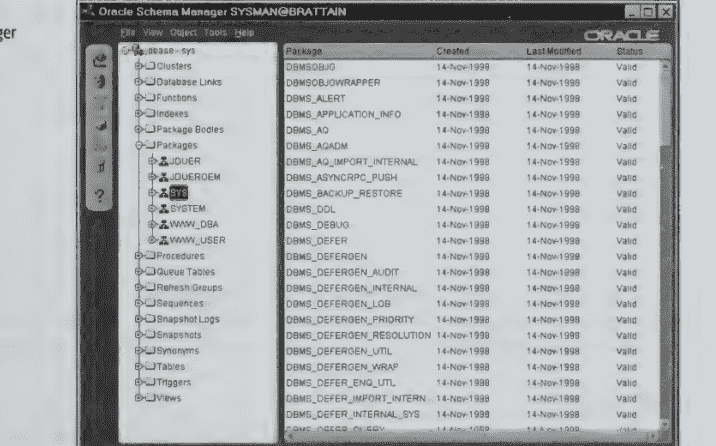 ger
Oracle Schema Manager SYSMAN@BRATTAIN
File View Object Tools Help
ORACLE
obase - sys
Clusters
Database Links
Functions
Indexes
Package Bodies
Packages
JDUER
JDUEROEM
SYS
SYSTEM
WWW_DBA
WWW_USER
Procedures
Queue Tables
Refresh Groups
Sequences
Snapshot Logs
Snapshots
Synonyms
Tables
Triggers
Views
Package Created Last Modified Status
DBMSOBJG 14-Nov-1998 14-Nov-1998 Valid
DBMSOBJGWRAPPER 14-Nov-1998 14-Nov-1998 Valid
DBMS_ALERT 14-Nov-1998 14-Nov-1998 Valid
DBMS_APPLICATION_INFO 14-Nov-1998 14-Nov-1998 Valid
DBMS_AQ 14-Nov-1998 14-Nov-1998 Valid
DBMS_AQADM 14-Nov-1998 14-Nov-1998 Valid
DBMS_AQ_IMPORT_INTERNAL 14-Nov-1998 14-Nov-1998 Valid
DBMS_ASYNCRPC_PUSH 14-Nov-1998 14-Nov-1998 Valid
DBMS_BACKUP_RESTORE 14-Nov-1998 14-Nov-1998 Valid
DBMS_DDL 14-Nov-1998 14-Nov-1998 Valid
DBMS_DEBUG 14-Nov-1998 14-Nov-1998 Valid
DBMS_DEFER 14-Nov-1998 14-Nov-1998 Valid
DBMS_DEFERGEN 14-Nov-1998 14-Nov-1998 Valid
DBMS_DEFERGEN_AUDIT 14-Nov-1998 14-Nov-1998 Valid
DBMS_DEFERGEN_INTERNAL 14-Nov-1998 14-Nov-1998 Valid
DBMS_DEFERGEN_LOB 14-Nov-1998 14-Nov-1998 Valid
DBMS_DEFERGEN_PRIORITY 14-Nov-1998 14-Nov-1998 Valid
DBMS_DEFERGEN_RESOLUTION 14-Nov-1998 14-Nov-1998 Valid
DBMS_DEFERGEN_UTIL 14-Nov-1998 14-Nov-1998 Valid
DBMS_DEFERGEN_WRAP 14-Nov-1998 14-Nov-1998 Valid
DBMS_DEFER_ENQ_UTL 14-Nov-1998 14-Nov-1998 Valid
DBMS_DEFER_IMPORT_INTERN 14-Nov-1998 14-Nov-1998 Valid
DBMS_DEFER_INTERNAL_SYS 14-Nov-1998 14-Nov-1998 Valid
DBMS_DEFER_QUERY 14-Nov-1998 14-Nov-1998 Valid